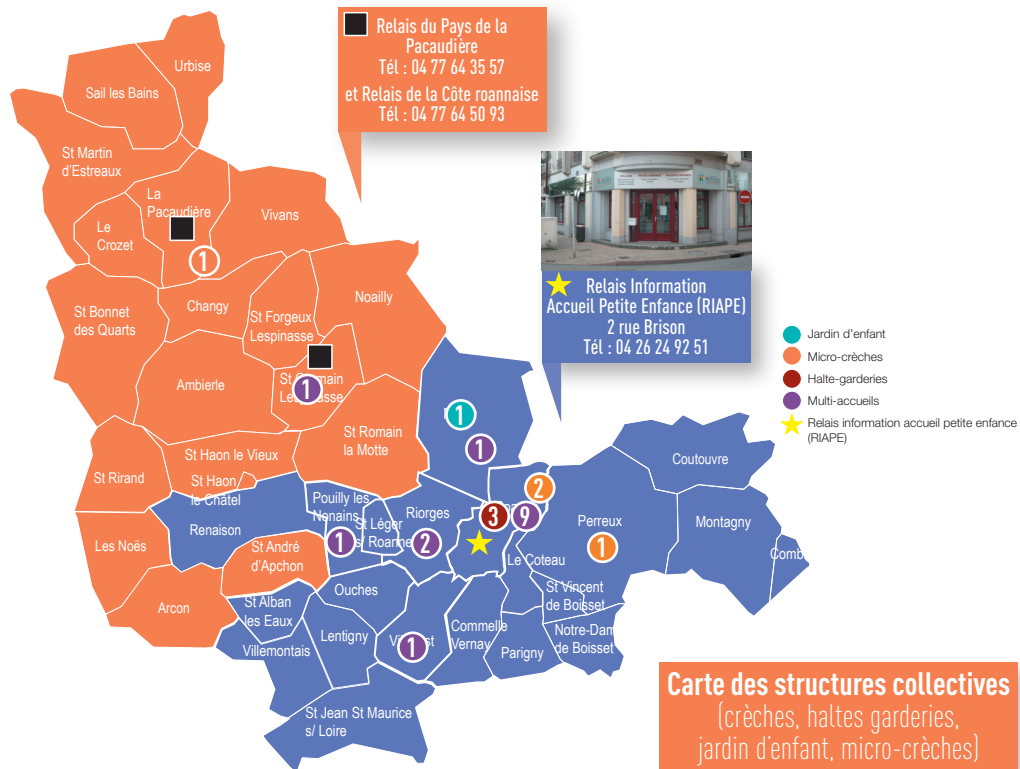 Relais du Pays de la
Pacaudière
Tél : 04 77 64 35 57
et Relais de la Côte roannaise
Tél : 04 77 64 50 93
Urbise
Sail les Bains
St Martin
d'Estreaux
La
Pacaudière
Vivans
Le
Crozet
1
Changy
Noailly
St Bonnet
des Quarts
St Forgeux
Lespinasse
Ambierle
1
Relais Information
Accueil Petite Enfance (RIAPE)
2 rue Brison
Tél : 04 26 24 92 51
Jardin d'enfant
Micro-crèches
Halte-garderies
Multi-accueils
Relais information accueil petite enfance
(RIAPE)
1
1
St Romain
la Motte
St Haon le Vieux
St Rirand
St Haon
le Châtel
Renaison
Pouilly les
Nonains
St Léger
s/ Roanne
Riorges
1
2
2
3
9
Coutouvre
Perreux
1
Montagny
Les Noës
St André
d'Apchon
Arcon
St Alban
les Eaux
Ouches
Le Coteau
St Vincent
de Boisset
Lentigny
Villemontais
1
Commelle
Vernay
Parigny
Notre-Dam
de Boisset
Comb
St Jean St Maurice
s/ Loire
Carte des structures collectives
(crèches, haltes garderies,
jardin d'enfant, micro-crèches)